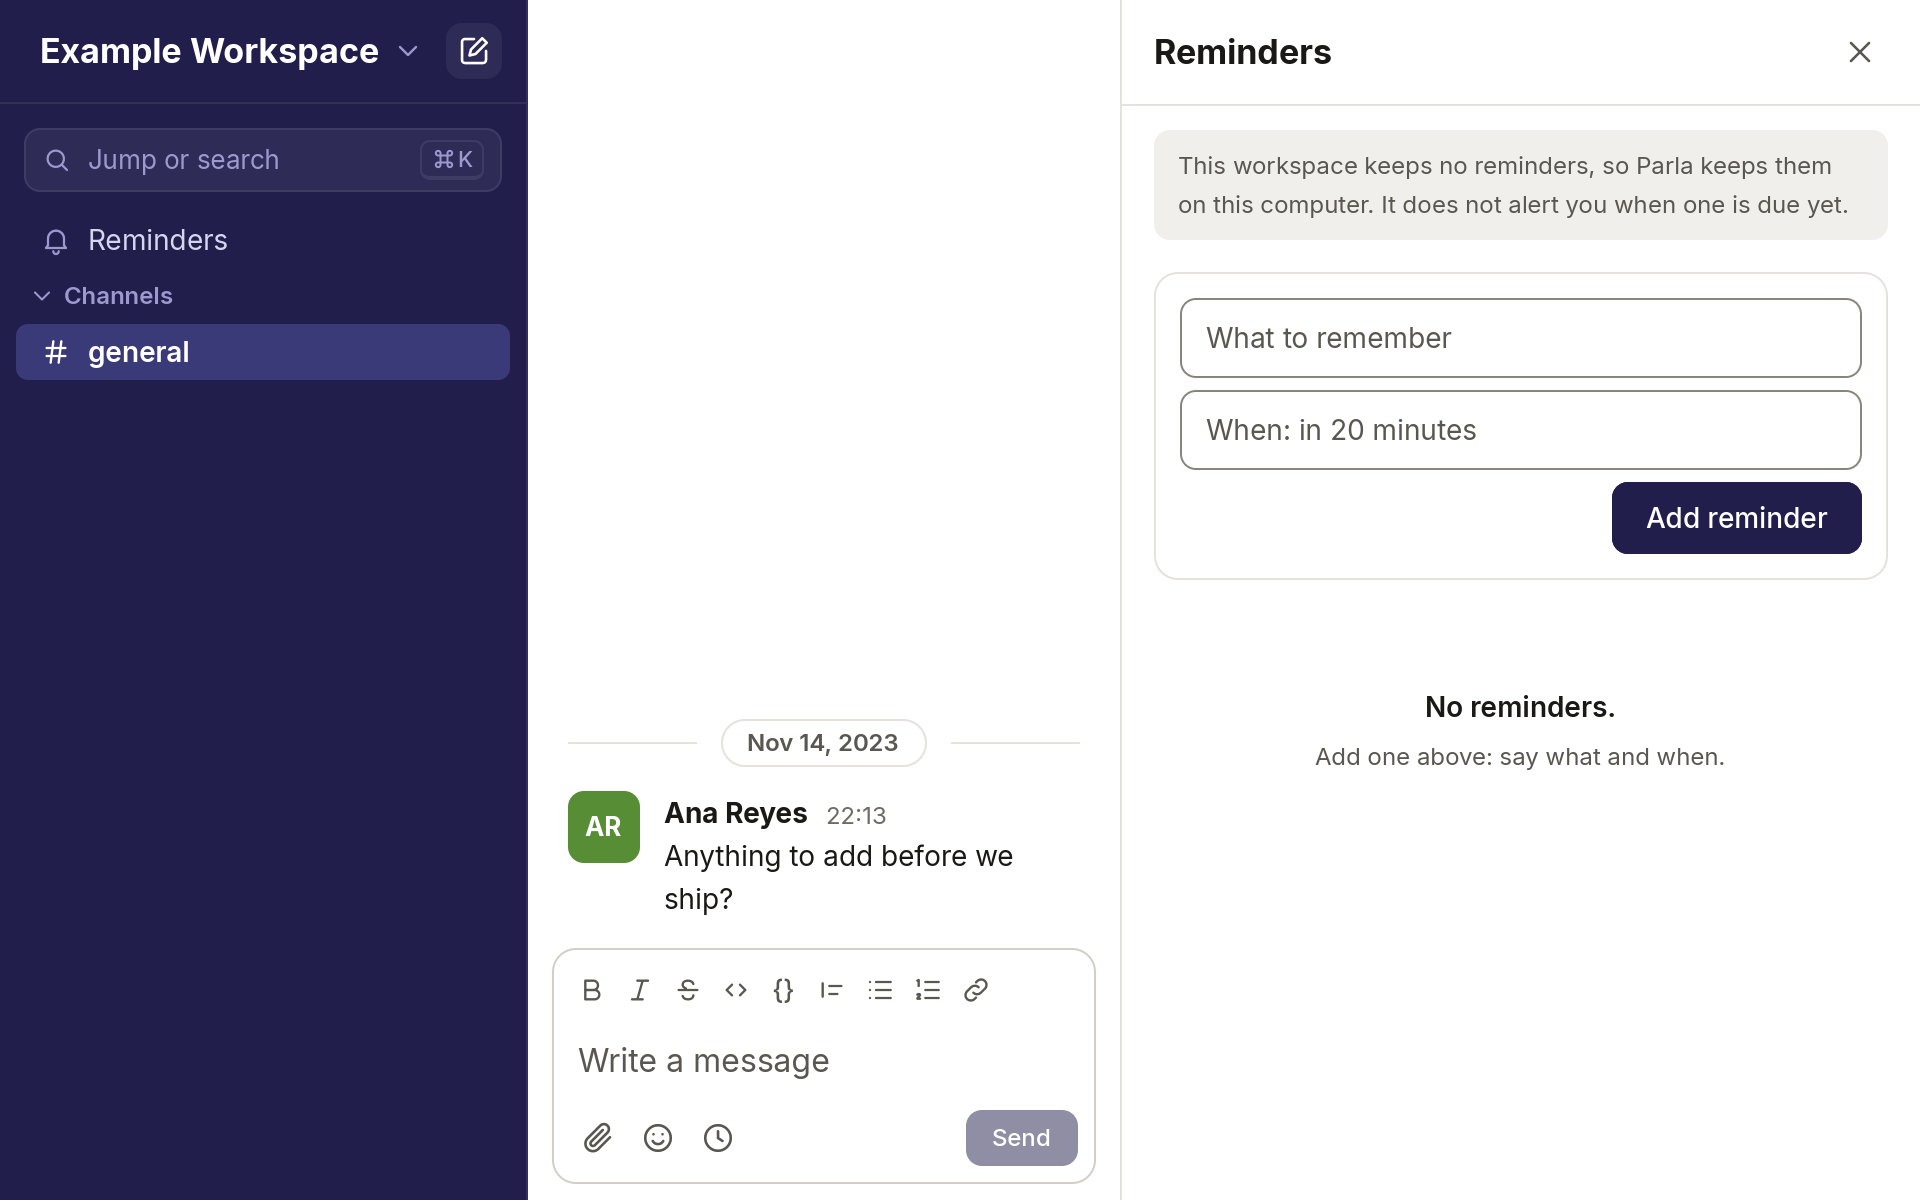 Example Workspace
Jump or search
⌘K
Reminders
Channels
general
Nov 14, 2023
AR
Ana Reyes 22:13
Anything to add before we
ship?
Write a message
Send
Reminders
This workspace keeps no reminders, so Parla keeps them
on this computer. It does not alert you when one is due yet.
What to remember
When: in 20 minutes
Add reminder
No reminders.
Add one above: say what and when.